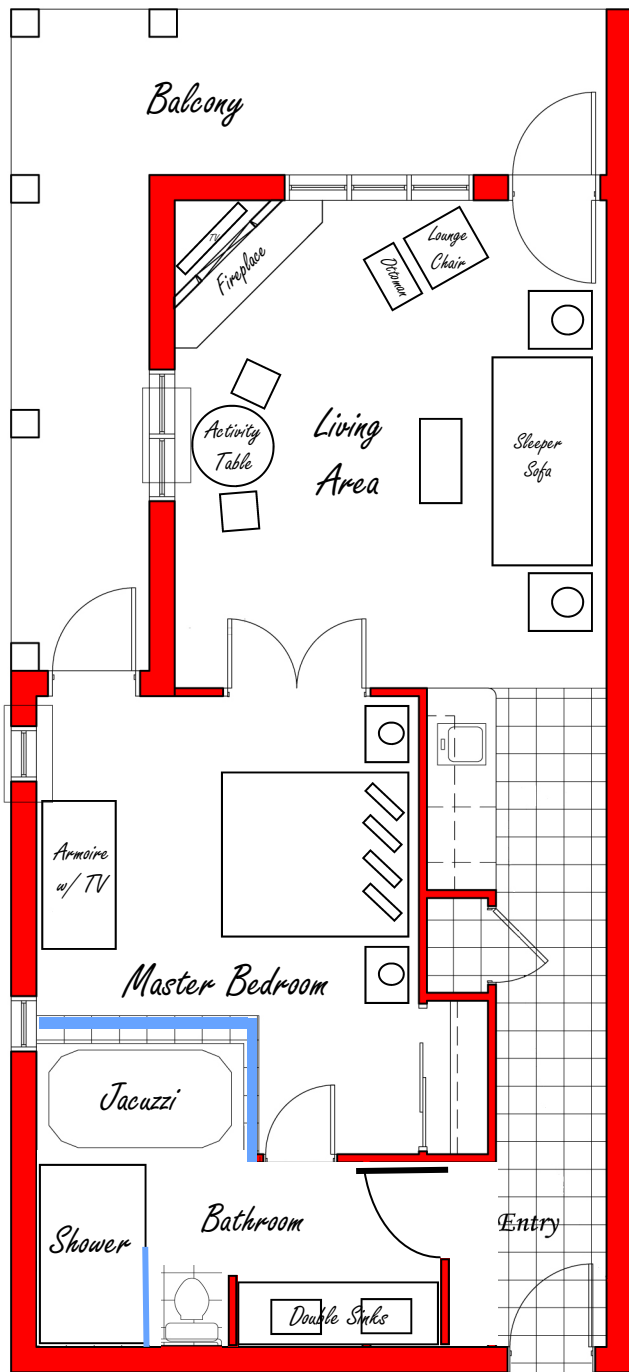 Balcony
TV
Fireplace
Lounge
Chair
Ottoman
Activity
Table
Living
Area
Sleeper
Sofa
Armoire
w/ TV
Master Bedroom
Jacuzzi
Shower
Bathroom
Entry
Double Sinks